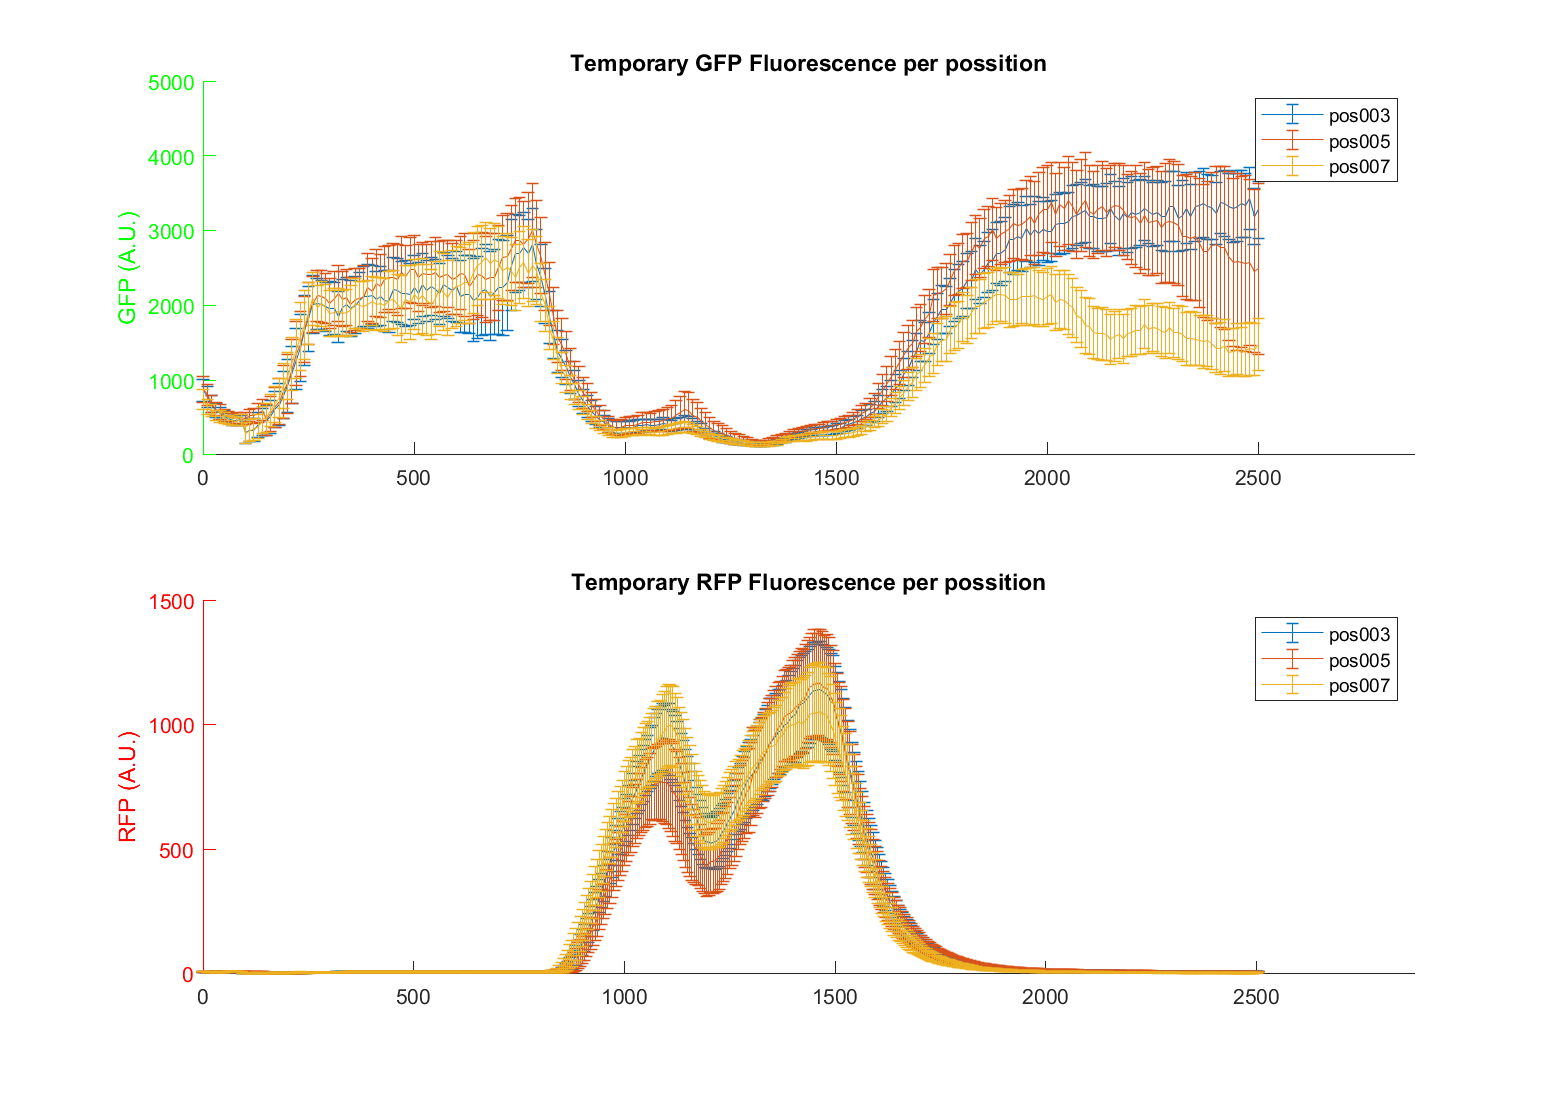 Temporary GFP Fluorescence per possition
5000
4000
3000
2000
1000
0
GFP (A.U.)
0 500 1000 1500 2000 2500
pos003
pos005
pos007
Temporary RFP Fluorescence per possition
1500
1000
500
0
RFP (A.U.)
0 500 1000 1500 2000 2500
pos003
pos005
pos007